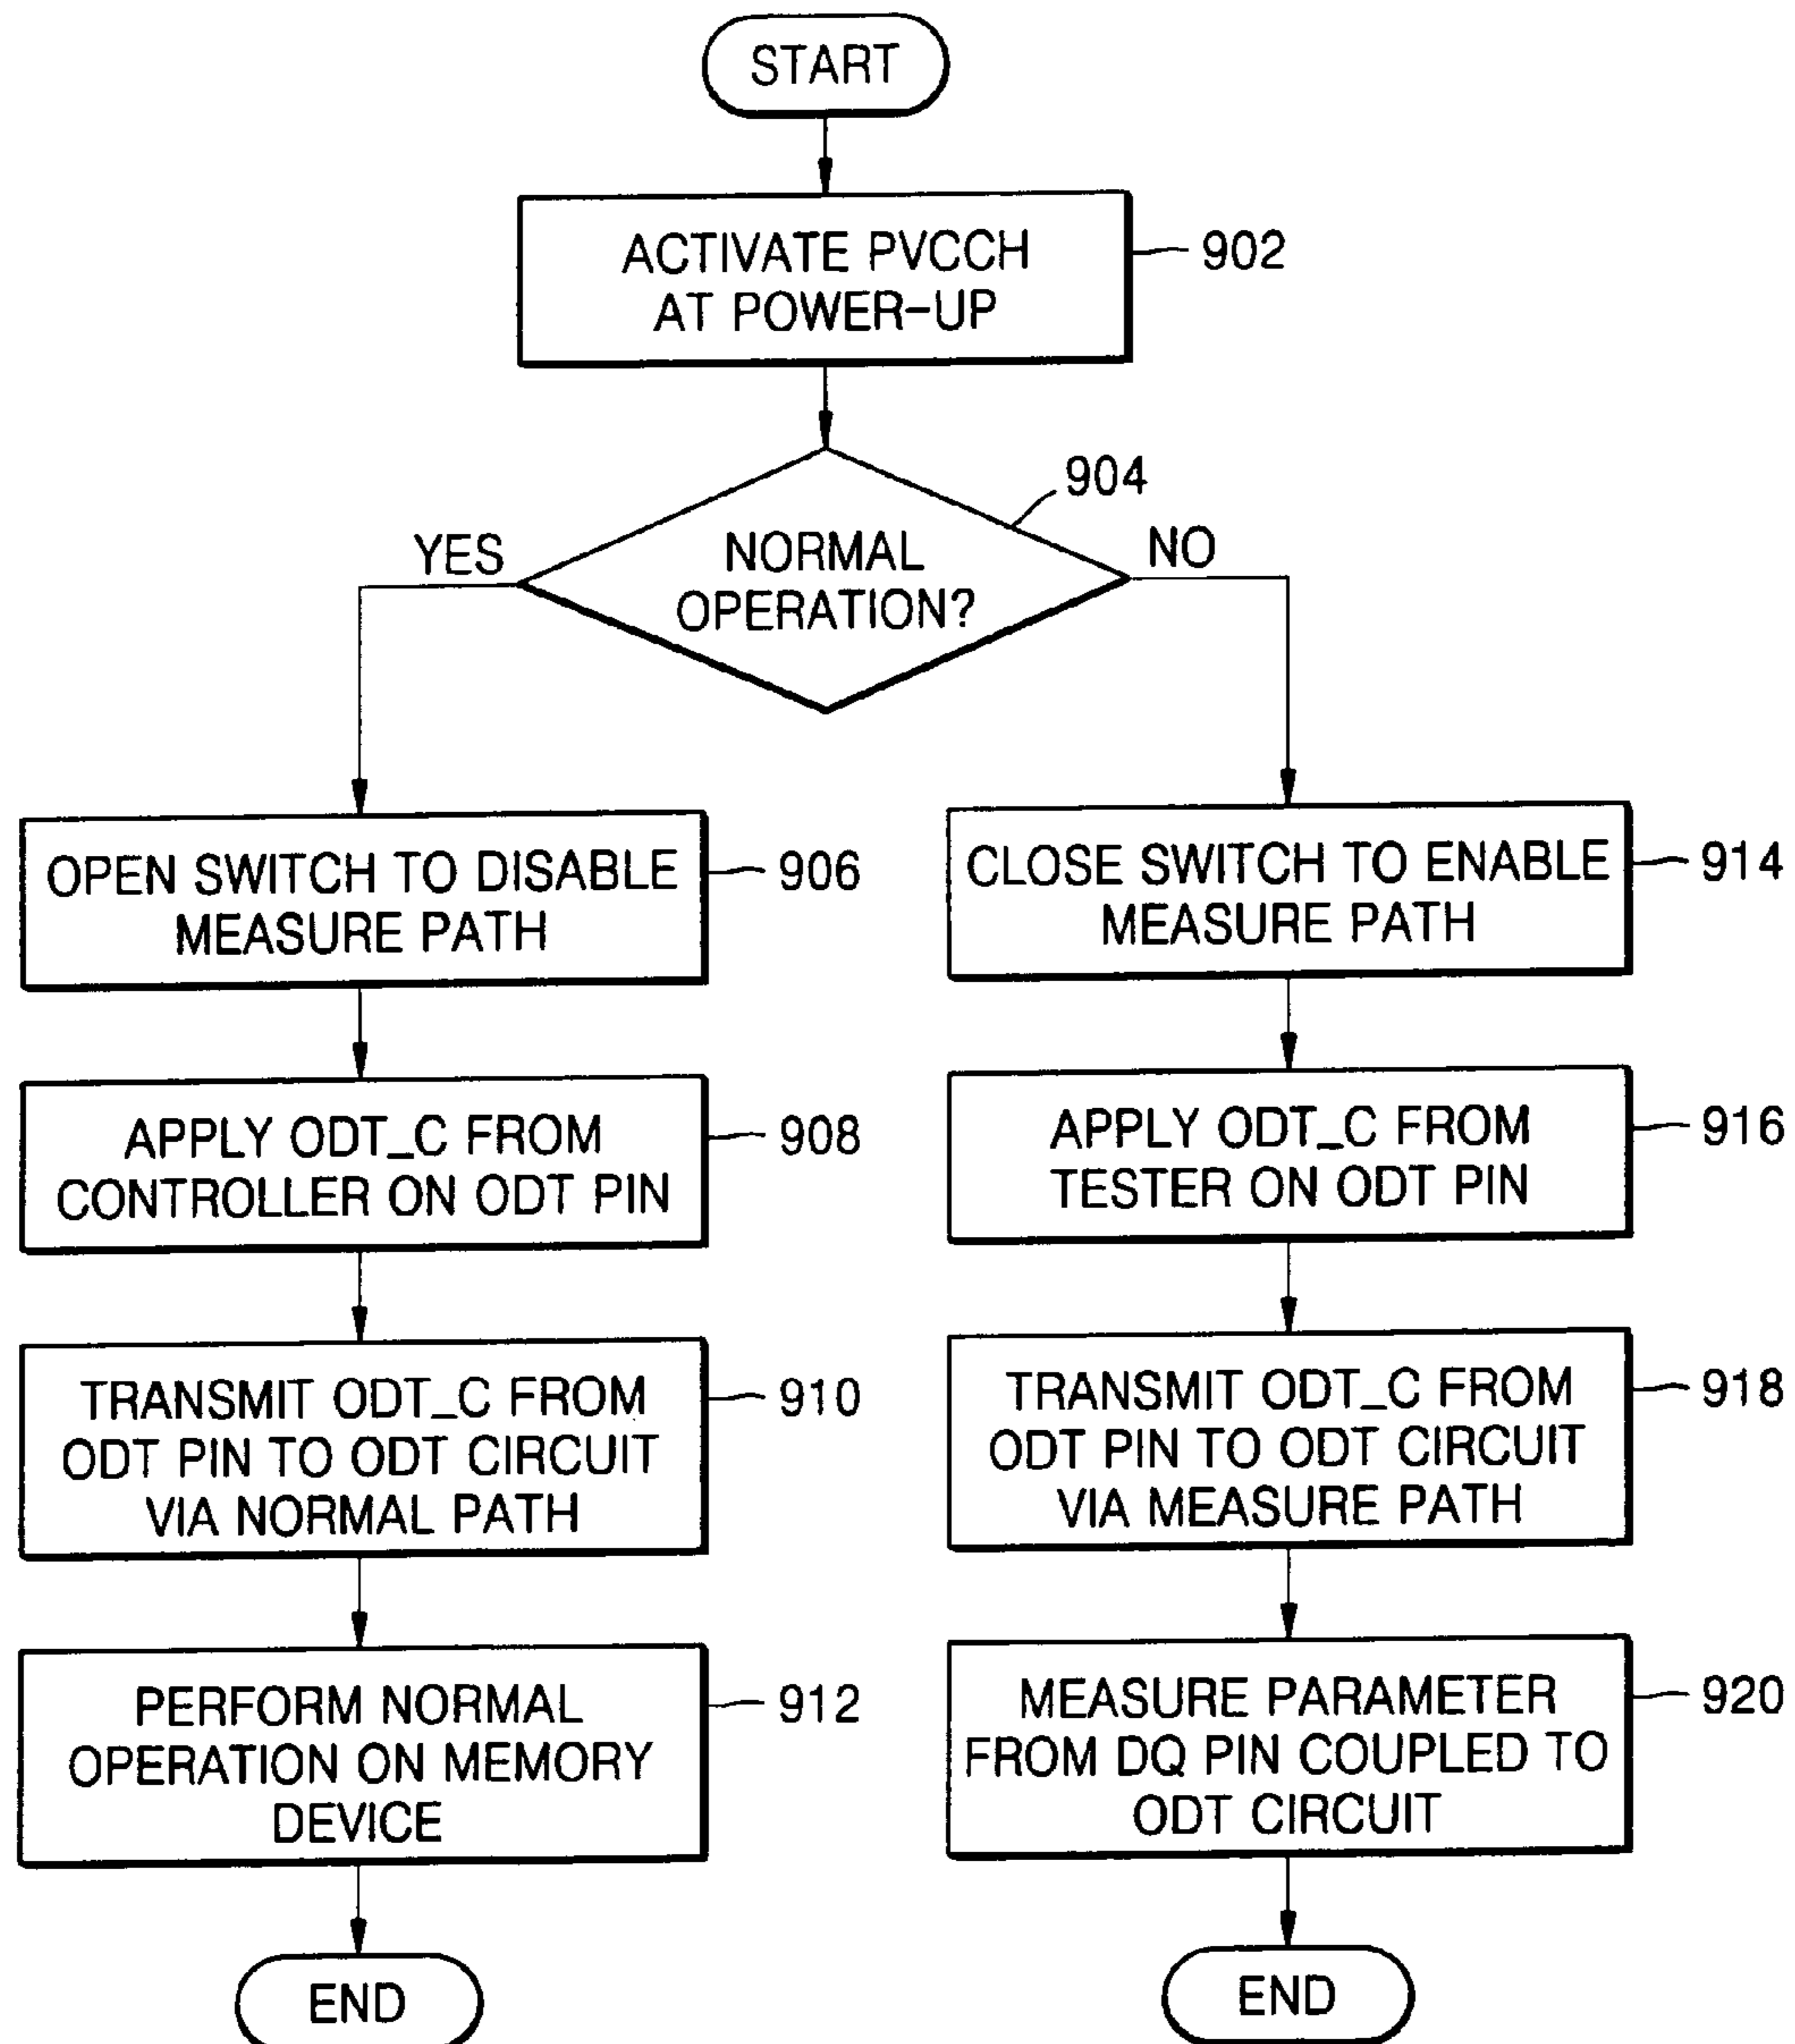 START
ACTIVATE PVCCH
AT POWER-UP
902
904
NORMAL
OPERATION?
YES
NO
OPEN SWITCH TO DISABLE
MEASURE PATH
906
APPLY ODT_C FROM
CONTROLLER ON ODT PIN
908
TRANSMIT ODT_C FROM
ODT PIN TO ODT CIRCUIT
VIA NORMAL PATH
910
PERFORM NORMAL
OPERATION ON MEMORY
DEVICE
912
END
CLOSE SWITCH TO ENABLE
MEASURE PATH
914
APPLY ODT_C FROM
TESTER ON ODT PIN
916
TRANSMIT ODT_C FROM
ODT PIN TO ODT CIRCUIT
VIA MEASURE PATH
918
MEASURE PARAMETER
FROM DQ PIN COUPLED TO
ODT CIRCUIT
920
END